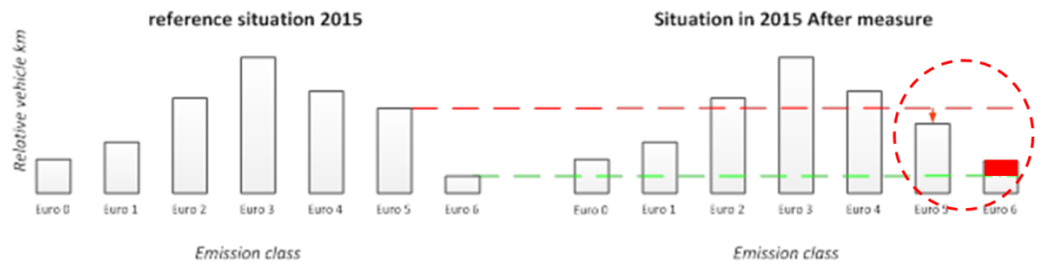 reference situation 2015
Situation in 2015 After measure
Relative vehicle km
Euro 0 Euro 1 Euro 2 Euro 3 Euro 4 Euro 5 Euro 6
Euro 0 Euro 1 Euro 2 Euro 3 Euro 4 Euro 5 Euro 6
Emission class
Emission class